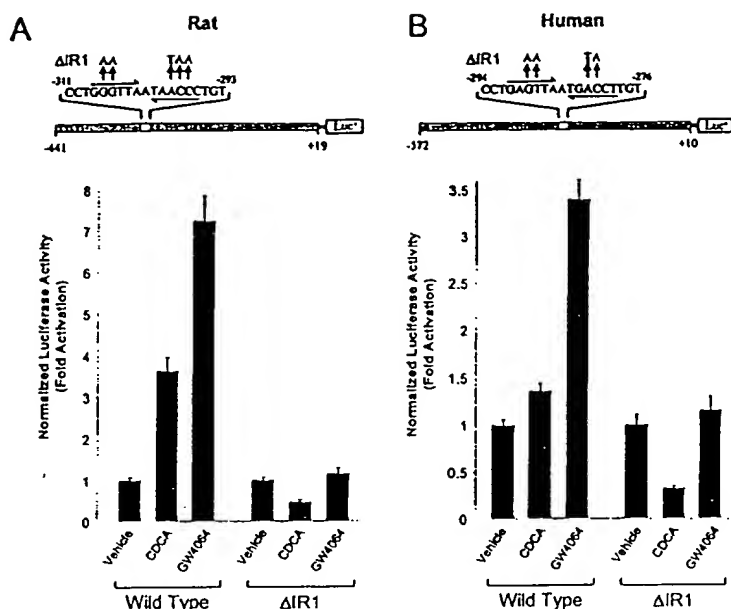 A
Rat
ΔIR1
AA
TAA
-311
-293
CCTGGGTTAATAACCCTGT
Luc+
-441
+19
8
7
6
4
2
1
0
Normalized Luciferase Activity
(Fold Activation)
Vehicle
CDCA
GW4064
Vehicle
CDCA
GW4064
Wild Type
ΔIR1
B
Human
ΔIR1
AA
TA
-294
-276
CCTGAGTTAATGACCTTGT
Luc+
-372
+10
3.5
3
2.5
2
1.5
1
0.5
0
Normalized Luciferase Activity
(Fold Activation)
Vehicle
CDCA
GW4064
Vehicle
CDCA
GW4064
Wild Type
ΔIR1